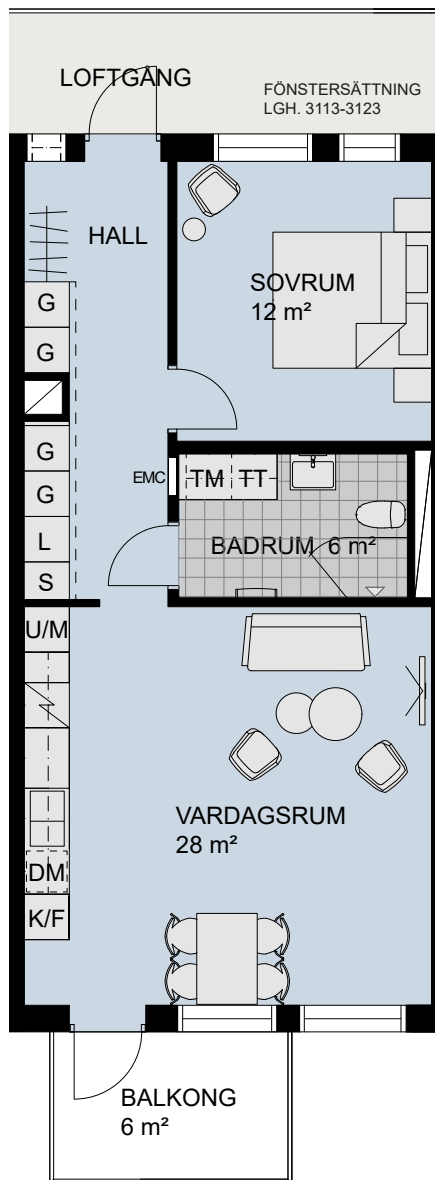 LOFTGÅNG
FÖNSTERSÄTTNING
LGH. 3113-3123
HALL
SOVRUM
12 m²
G
G
G
G
L
S
EMC
TM TT
BADRUM 6 m²
U/M
VARDAGSRUM
28 m²
DM
K/F
BALKONG
6 m²